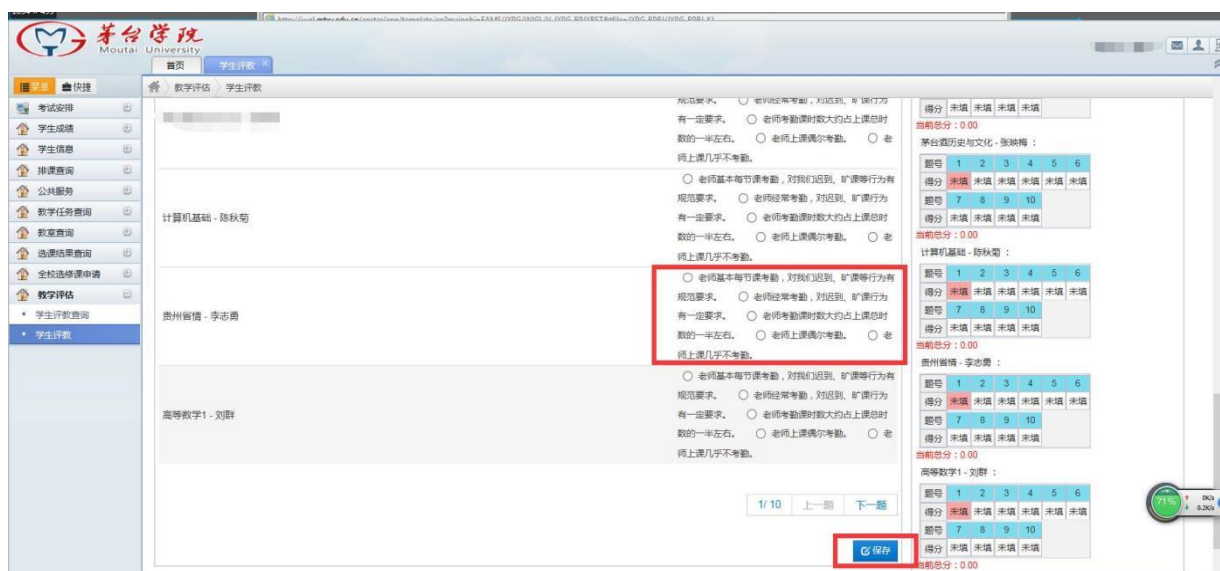 茅台学院
Moutai University
首页 学生评教 ×
菜单 快捷
教学评估 学生评教
考试安排
学生成绩
学生信息
排课查询
公共服务
教学任务查询
教室查询
选课结果查询
全校选修课申请
教学评估
学生评教查询
学生评教
规范要求。 老师经常考勤，对迟到、旷课行为
有一定要求。 老师考勤课时数大约占上课总时
数的一半左右。 老师上课偶尔考勤。 老
师上课几乎不考勤。
计算机基础 - 陈秋菊
老师基本每节课考勤，对我们迟到、旷课等行为有
规范要求。 老师经常考勤，对迟到、旷课行为
有一定要求。 老师考勤课时数大约占上课总时
数的一半左右。 老师上课偶尔考勤。 老
师上课几乎不考勤。
贵州省情 - 李志勇
老师基本每节课考勤，对我们迟到、旷课等行为有
规范要求。 老师经常考勤，对迟到、旷课行为
有一定要求。 老师考勤课时数大约占上课总时
数的一半左右。 老师上课偶尔考勤。 老
师上课几乎不考勤。
高等数学1 - 刘群
老师基本每节课考勤，对我们迟到、旷课等行为有
规范要求。 老师经常考勤，对迟到、旷课行为
有一定要求。 老师考勤课时数大约占上课总时
数的一半左右。 老师上课偶尔考勤。 老
师上课几乎不考勤。
1/ 10 上一题 下一题
保存
得分 未填 未填 未填 未填
当前总分：0.00
茅台酒历史与文化 - 张映梅 ：
题号 1 2 3 4 5 6
得分 未填 未填 未填 未填 未填 未填
题号 7 8 9 10
得分 未填 未填 未填 未填
当前总分：0.00
计算机基础 - 陈秋菊 ：
题号 1 2 3 4 5 6
得分 未填 未填 未填 未填 未填 未填
题号 7 8 9 10
得分 未填 未填 未填 未填
当前总分：0.00
贵州省情 - 李志勇 ：
题号 1 2 3 4 5 6
得分 未填 未填 未填 未填 未填 未填
题号 7 8 9 10
得分 未填 未填 未填 未填
当前总分：0.00
高等数学1 - 刘群 ：
题号 1 2 3 4 5 6
得分 未填 未填 未填 未填 未填 未填
题号 7 8 9 10
得分 未填 未填 未填 未填
当前总分：0.00
71%
0K/s
0.2K/s